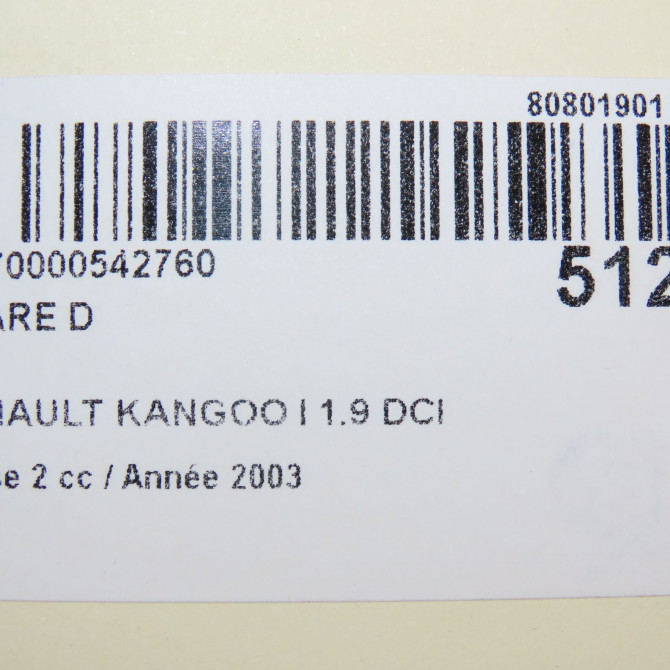 80801901
70000542760
512
ARE D
NAULT KANGOO I 1.9 DCI
se 2 cc / Année 2003